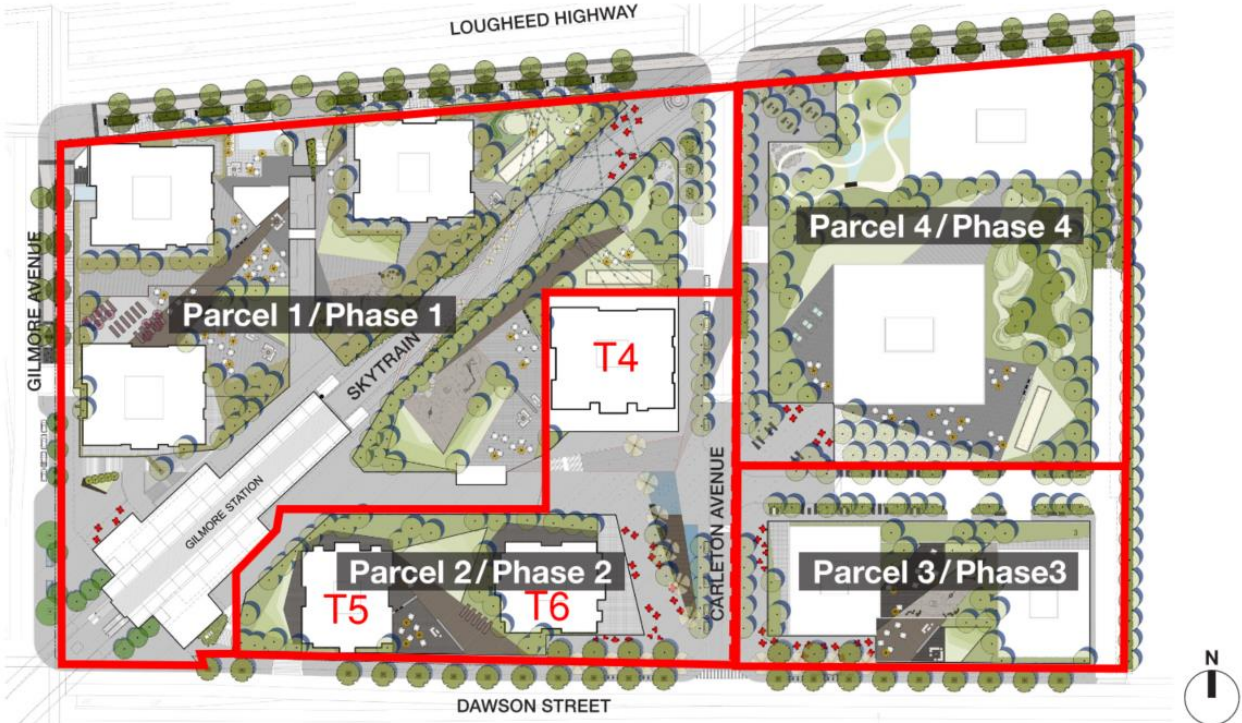 LOUGHEED HIGHWAY
GILMORE AVENUE
Parcel 1/Phase 1
SKYTRAIN
GILMORE STATION
Parcel 4/Phase 4
T4
CARLETON AVENUE
Parcel 2/Phase 2
T5
T6
Parcel 3/Phase3
3
DAWSON STREET
N